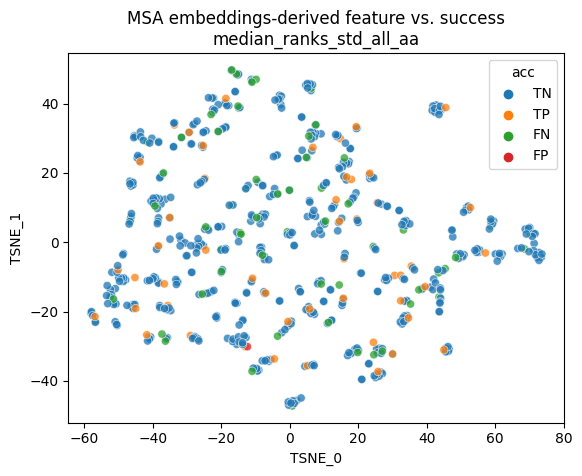 MSA embeddings-derived feature vs. success
median_ranks_std_all_aa
acc
TN
TP
FN
FP
40
20
0
−20
−40
TSNE_1
−60
−40
−20
0
20
40
60
80
TSNE_0